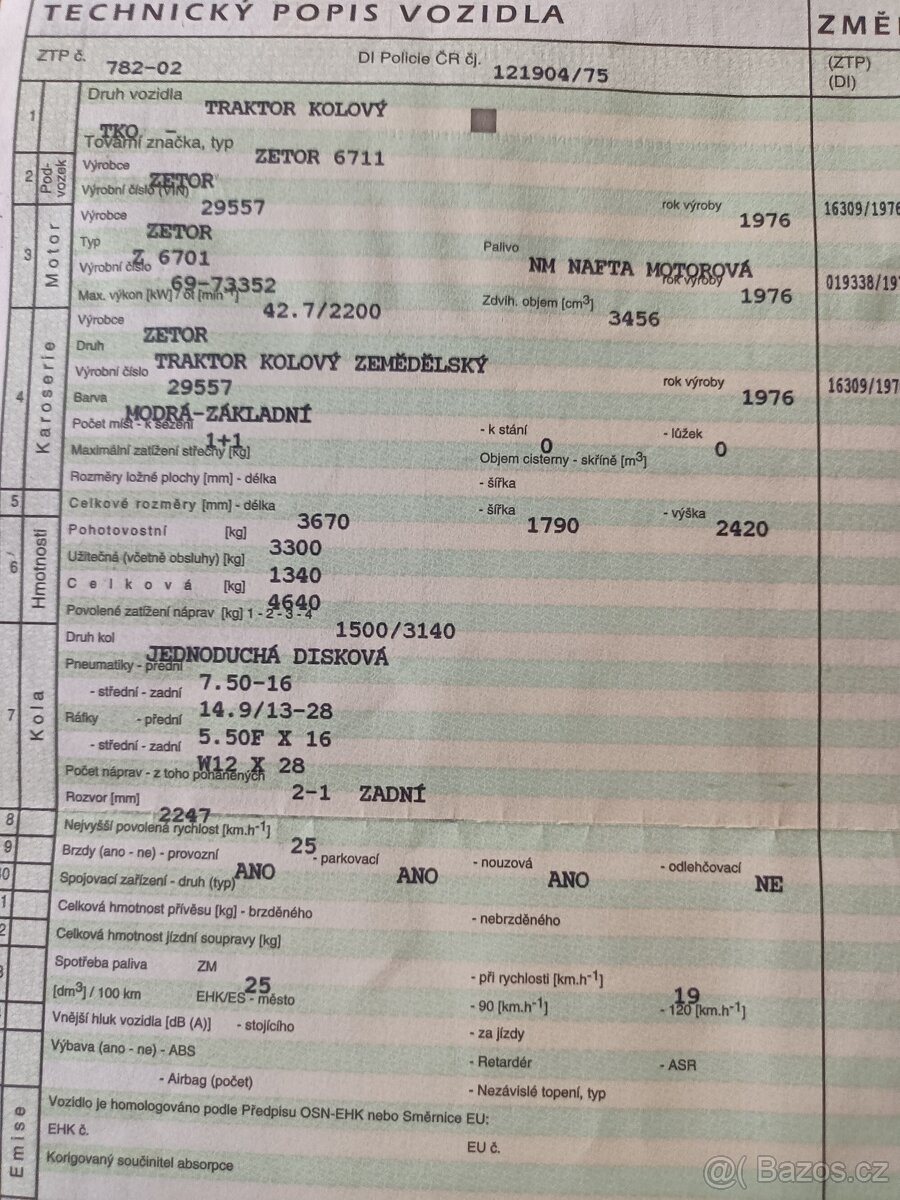 TECHNICKÝ POPIS VOZIDLA
ZMĚ
ZTP č. 782-02 DI Policie ČR čj. 121904/75 (ZTP)
(DI)
1 Druh vozidla TRAKTOR KOLOVÝ
TKO -
Tovární značka, typ ZETOR 6711
2 Pod-vozek Výrobce ZETOR
Výrobní číslo (VIN) 29557 rok výroby 1976 16309/1976
3 Motor Výrobce ZETOR
Typ Z 6701 Palivo NM NAFTA MOTOROVÁ
Výrobní číslo 69-73352 rok výroby 1976 019338/197
Max. výkon [kW] / ot [min⁻¹] 42.7/2200 Zdvih. objem [cm³] 3456
4 Karoserie Výrobce ZETOR
Druh TRAKTOR KOLOVÝ ZEMĚDĚLSKÝ
Výrobní číslo 29557 rok výroby 1976 16309/197
Barva MODRÁ-ZÁKLADNÍ
Počet míst - k sezení 1+1 - k stání 0 - lůžek 0
Maximální zatížení střechy [kg] Objem cisterny - skříně [m³]
Rozměry ložné plochy [mm] - délka - šířka
5 Celkové rozměry [mm] - délka 3670 - šířka 1790 - výška 2420
6 Hmotnosti Pohotovostní [kg] 3300
Užitečná (včetně obsluhy) [kg] 1340
Celková [kg] 4640
Povolené zatížení náprav [kg] 1 - 2 - 3 - 4 1500/3140
7 Kola Druh kol JEDNODUCHÁ DISKOVÁ
Pneumatiky - přední 7.50-16
- střední - zadní 14.9/13-28
Ráfky - přední 5.50F X 16
- střední - zadní W12 X 28
Počet náprav - z toho poháněných 2-1 ZADNÍ
Rozvor [mm] 2247
8 Nejvyšší povolená rychlost [km.h⁻¹] 25
9 Brzdy (ano - ne) - provozní ANO - parkovací ANO - nouzová ANO - odlehčovací NE
0 Spojovací zařízení - druh (typ)
1 Celková hmotnost přívěsu [kg] - brzděného - nebrzděného
2 Celková hmotnost jízdní soupravy [kg]
3 Spotřeba paliva ZM 25 - při rychlosti [km.h⁻¹] 19
[dm³] / 100 km EHK/ES - město - 90 [km.h⁻¹] - 120 [km.h⁻¹]
Vnější hluk vozidla [dB (A)] - stojícího - za jízdy
Výbava (ano - ne) - ABS - Retardér - ASR
- Airbag (počet) - Nezávislé topení, typ
Emise Vozidlo je homologováno podle Předpisu OSN-EHK nebo Směrnice EU:
EHK č. EU č.
Korigovaný součinitel absorpce
Bazoš.cz